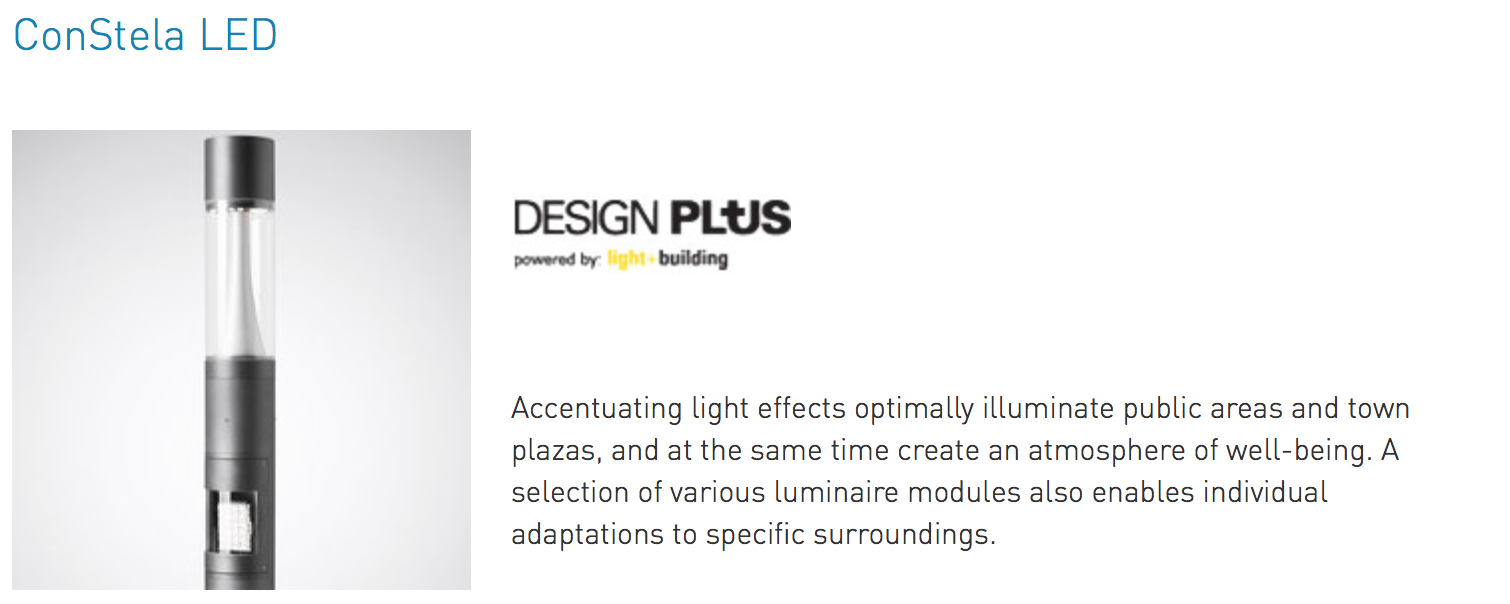 ConStela LED
DESIGN PLUS
powered by: light+building
Accentuating light effects optimally illuminate public areas and town
plazas, and at the same time create an atmosphere of well-being. A
selection of various luminaire modules also enables individual
adaptations to specific surroundings.